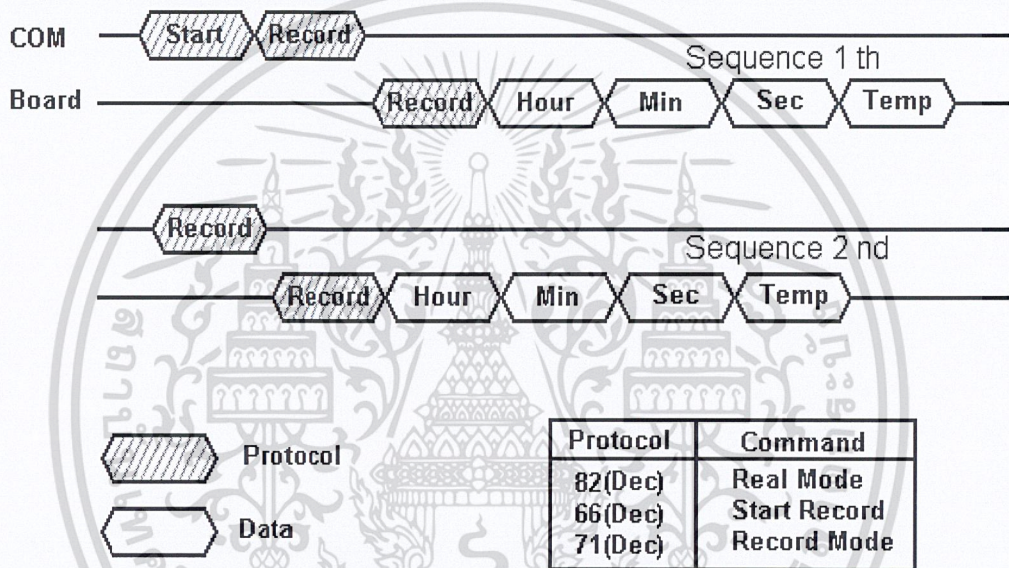 COM Start Record
Sequence 1 th
Board Record Hour Min Sec Temp
Record
Sequence 2 nd
Record Hour Min Sec Temp
Protocol
Data
Protocol Command
82(Dec) Real Mode
66(Dec) Start Record
71(Dec) Record Mode